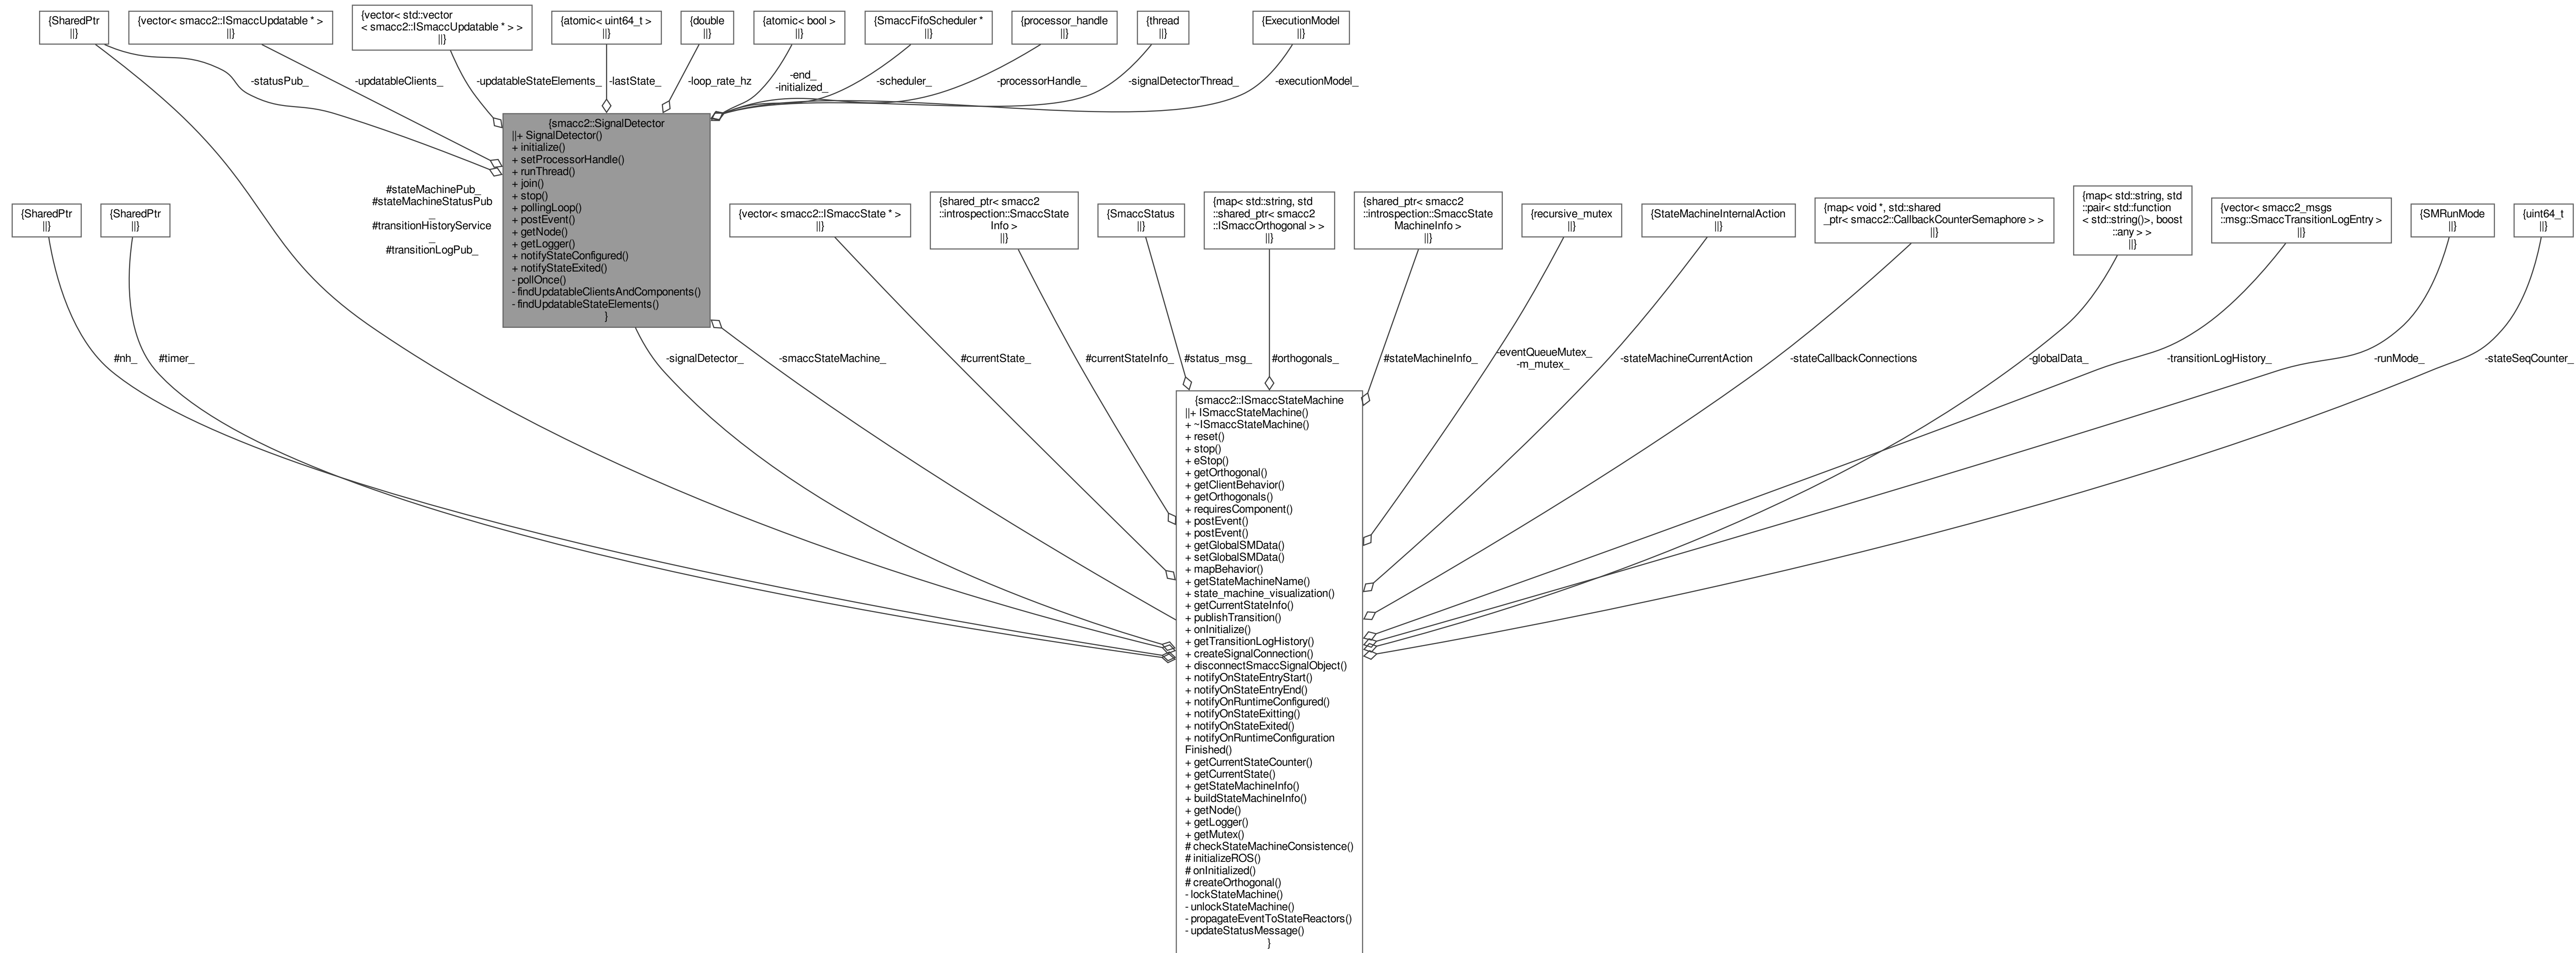 {SharedPtr
||}
{vector< smacc2::ISmaccUpdatable * >
||}
{vector< std::vector
< smacc2::ISmaccUpdatable * > >
||}
{atomic< uint64_t >
||}
{double
||}
{atomic< bool >
||}
{SmaccFifoScheduler *
||}
{processor_handle
||}
{thread
||}
{ExecutionModel
||}
-statusPub_
-updatableClients_
-updatableStateElements_
-lastState_
-loop_rate_hz
-end_
-initialized_
-scheduler_
-processorHandle_
-signalDetectorThread_
-executionModel_
{smacc2::SignalDetector
||+ SignalDetector()
+ initialize()
+ setProcessorHandle()
+ runThread()
+ join()
+ stop()
+ pollingLoop()
+ postEvent()
+ getNode()
+ getLogger()
+ notifyStateConfigured()
+ notifyStateExited()
- pollOnce()
- findUpdatableClientsAndComponents()
- findUpdatableStateElements()
}
#stateMachinePub_
#stateMachineStatusPub
_
#transitionHistoryService
_
#transitionLogPub_
{SharedPtr
||}
{SharedPtr
||}
{vector< smacc2::ISmaccState * >
||}
{shared_ptr< smacc2
::introspection::SmaccState
Info >
||}
{SmaccStatus
||}
{map< std::string, std
::shared_ptr< smacc2
::ISmaccOrthogonal > >
||}
{shared_ptr< smacc2
::introspection::SmaccState
MachineInfo >
||}
{recursive_mutex
||}
{StateMachineInternalAction
||}
{map< void *, std::shared
_ptr< smacc2::CallbackCounterSemaphore > >
||}
{map< std::string, std
::pair< std::function
< std::string()>, boost
::any > >
||}
{vector< smacc2_msgs
::msg::SmaccTransitionLogEntry >
||}
{SMRunMode
||}
{uint64_t
||}
#nh_
#timer_
-signalDetector_
-smaccStateMachine_
#currentState_
#currentStateInfo_
#status_msg_
#orthogonals_
#stateMachineInfo_
-eventQueueMutex_
-m_mutex_
-stateMachineCurrentAction
-stateCallbackConnections
-globalData_
-transitionLogHistory_
-runMode_
-stateSeqCounter_
{smacc2::ISmaccStateMachine
||+ ISmaccStateMachine()
+ ~ISmaccStateMachine()
+ reset()
+ stop()
+ eStop()
+ getOrthogonal()
+ getClientBehavior()
+ getOrthogonals()
+ requiresComponent()
+ postEvent()
+ postEvent()
+ getGlobalSMData()
+ setGlobalSMData()
+ mapBehavior()
+ getStateMachineName()
+ state_machine_visualization()
+ getCurrentStateInfo()
+ publishTransition()
+ onInitialize()
+ getTransitionLogHistory()
+ createSignalConnection()
+ disconnectSmaccSignalObject()
+ notifyOnStateEntryStart()
+ notifyOnStateEntryEnd()
+ notifyOnRuntimeConfigured()
+ notifyOnStateExitting()
+ notifyOnStateExited()
+ notifyOnRuntimeConfiguration
Finished()
+ getCurrentStateCounter()
+ getCurrentState()
+ getStateMachineInfo()
+ buildStateMachineInfo()
+ getNode()
+ getLogger()
+ getMutex()
# checkStateMachineConsistence()
# initializeROS()
# onInitialized()
# createOrthogonal()
- lockStateMachine()
- unlockStateMachine()
- propagateEventToStateReactors()
- updateStatusMessage()
}